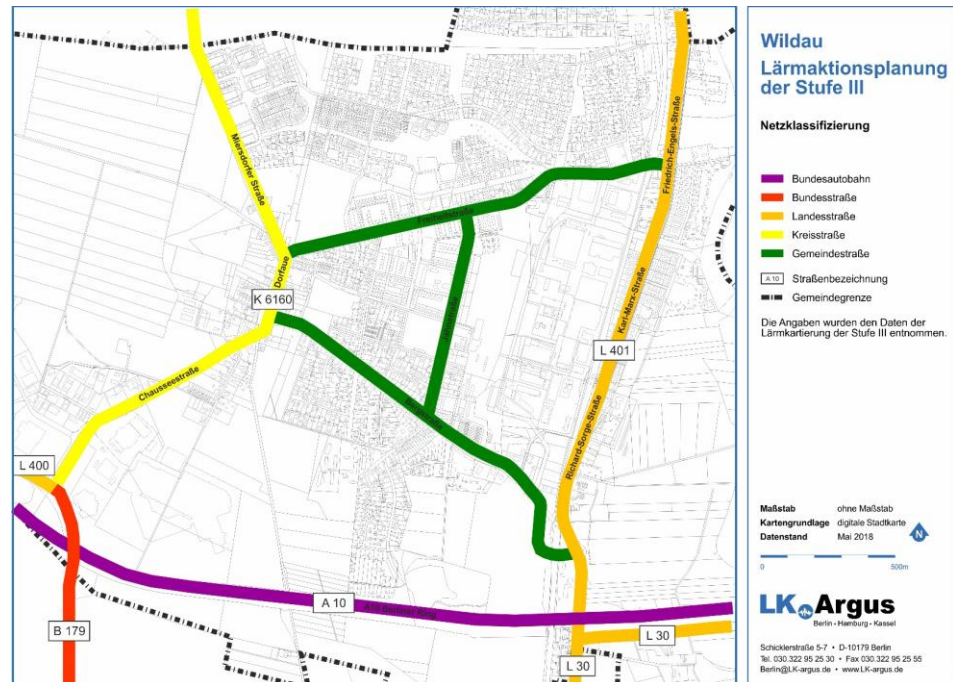 Miersdorfer Straße
Friedrich-Engels-Straße
Freiheitstraße
Dorfaue
K 6160
Jahnstraße
Karl-Marx-Straße
L 401
Chausseestraße
Bergstraße
Richard-Sorge-Straße
L 400
A 10
A10 Berliner Ring
B 179
L 30
L 30
Wildau
Lärmaktionsplanung
der Stufe III
Netzklassifizierung
Bundesautobahn
Bundesstraße
Landesstraße
Kreisstraße
Gemeindestraße
A 10 Straßenbezeichnung
Gemeindegrenze
Die Angaben wurden den Daten der
Lärmkartierung der Stufe III entnommen.
Maßstab ohne Maßstab
Kartengrundlage digitale Stadtkarte
Datenstand Mai 2018
N
0 500m
LK Argus
Berlin • Hamburg • Kassel
Schicklerstraße 5-7 • D-10179 Berlin
Tel. 030.322 95 25 30 • Fax 030.322 95 25 55
Berlin@LK-argus.de • www.LK-argus.de